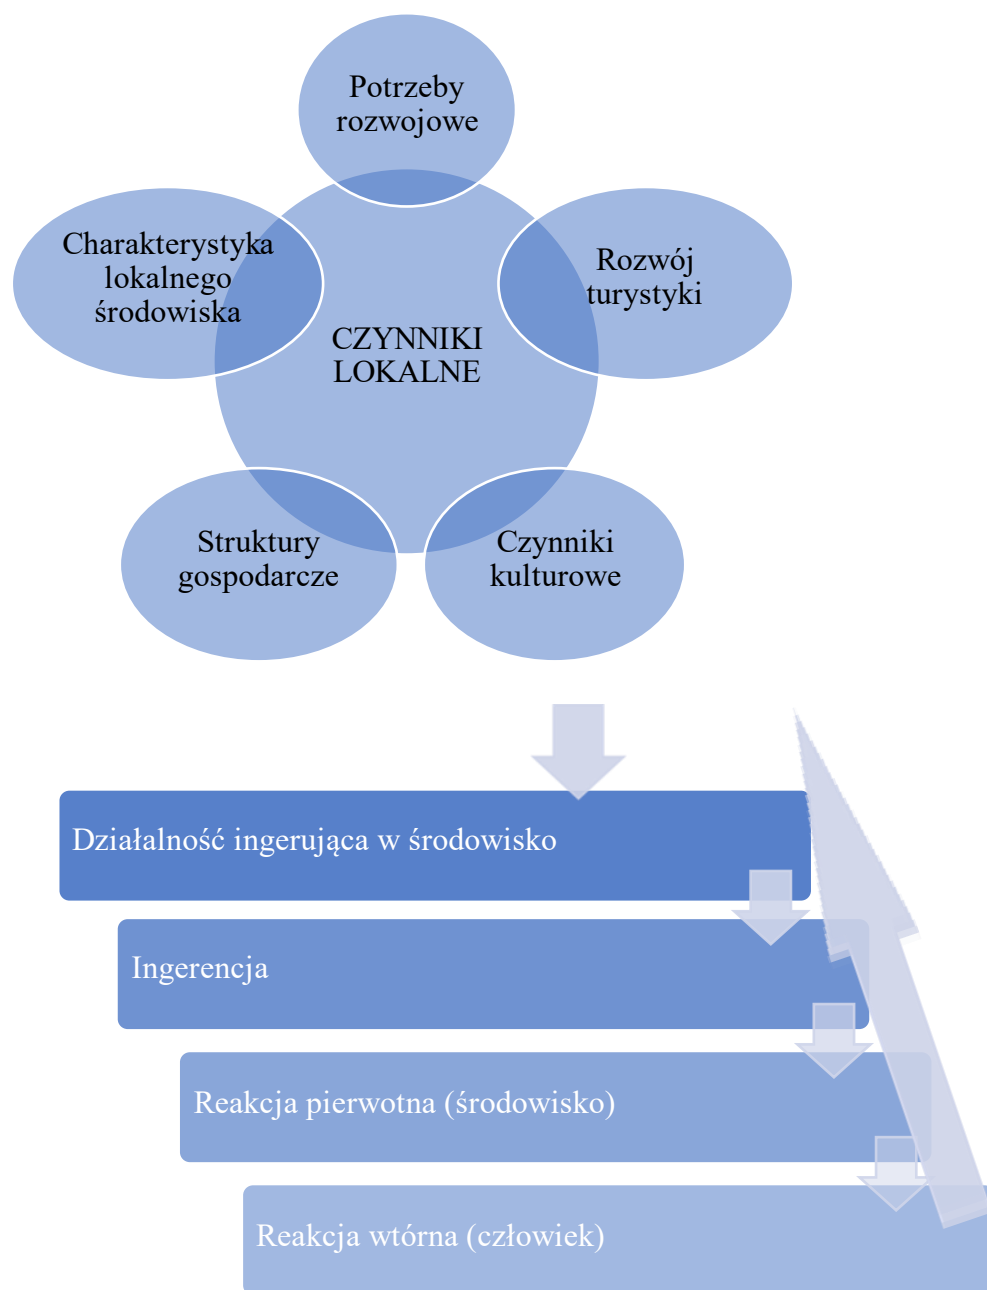 Potrzeby
rozwojowe
Charakterystyka
lokalnego
środowiska
Rozwój
turystyki
CZYNNIKI
LOKALNE
Struktury
gospodarcze
Czynniki
kulturowe
Działalność ingerująca w środowisko
Ingerencja
Reakcja pierwotna (środowisko)
Reakcja wtórna (człowiek)